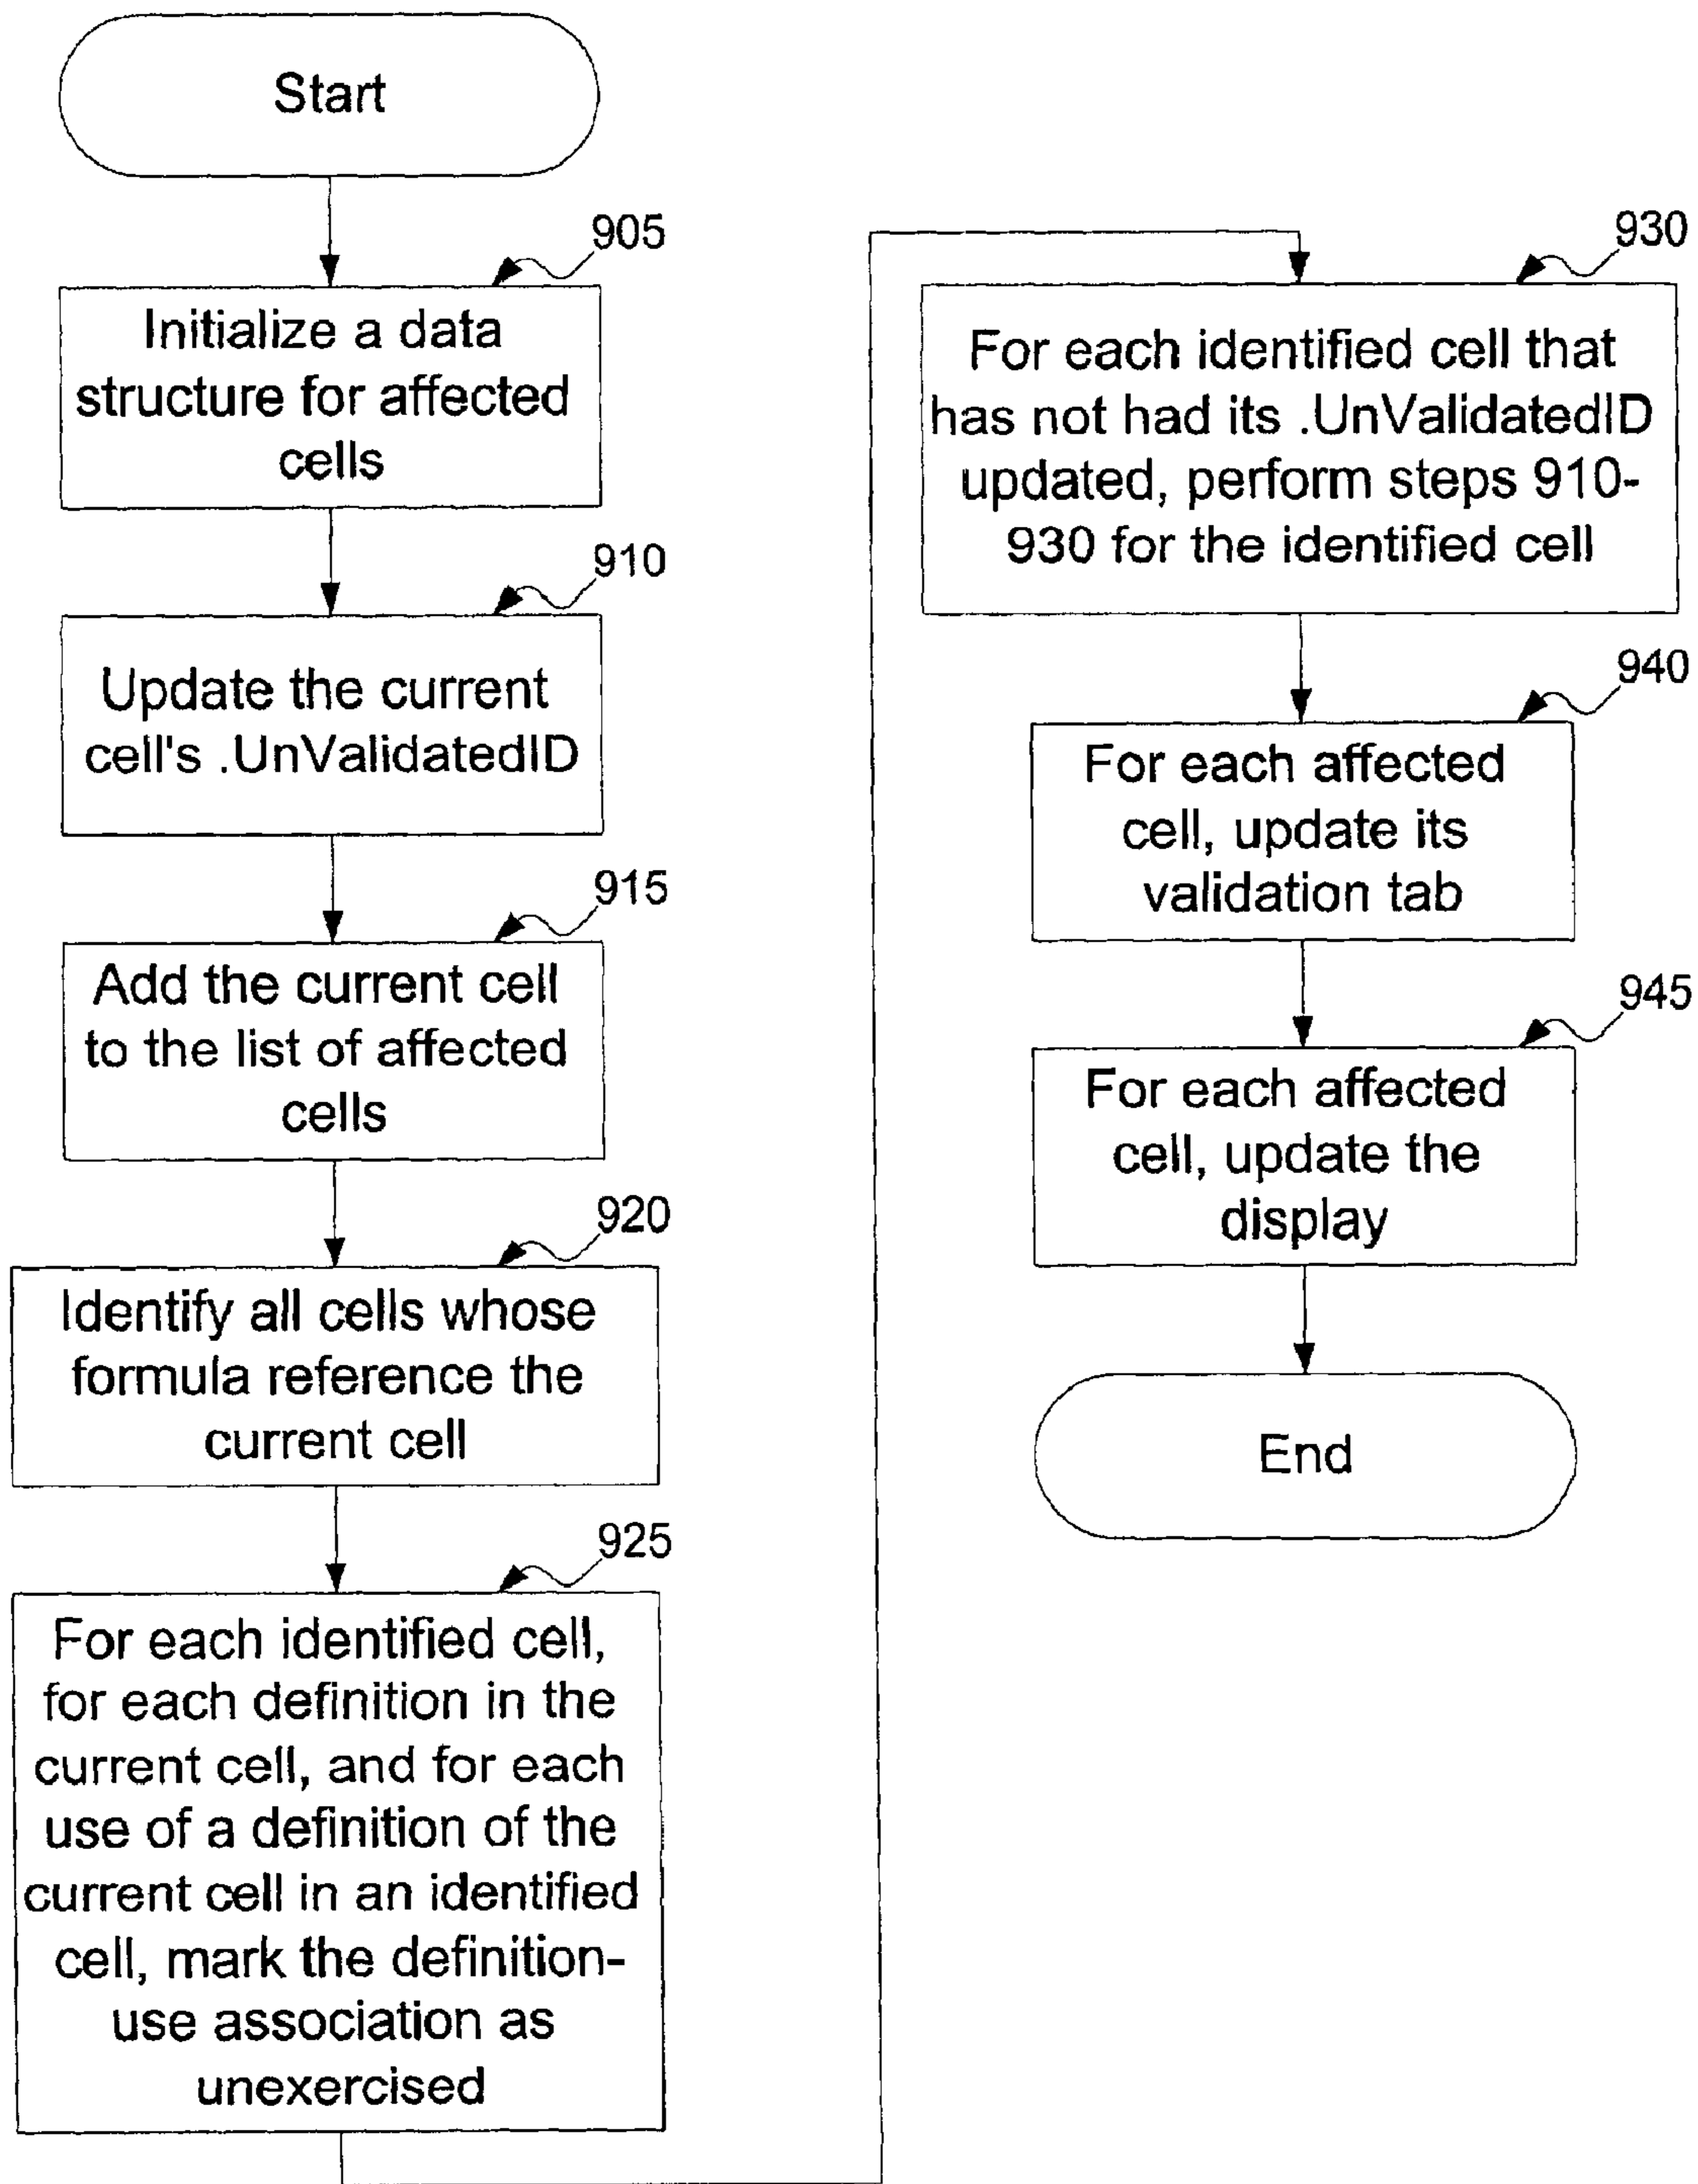 Start
905
Initialize a data
structure for affected
cells
910
Update the current
cell's .UnValidatedID
915
Add the current cell
to the list of affected
cells
920
Identify all cells whose
formula reference the
current cell
925
For each identified cell,
for each definition in the
current cell, and for each
use of a definition of the
current cell in an identified
cell, mark the definition-
use association as
unexercised
930
For each identified cell that
has not had its .UnValidatedID
updated, perform steps 910-
930 for the identified cell
940
For each affected
cell, update its
validation tab
945
For each affected
cell, update the
display
End